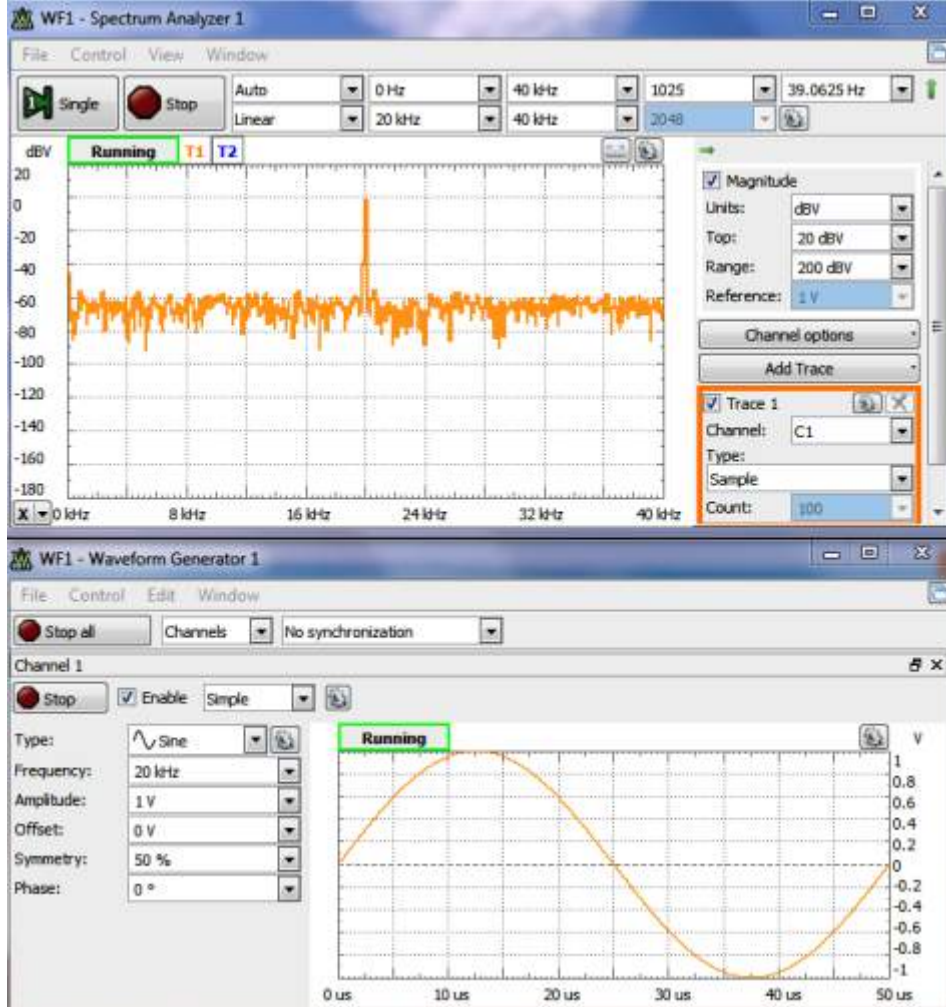 WF1 - Spectrum Analyzer 1
File Control View Window
Single Stop Auto 0 Hz 40 kHz 1025 39.0625 Hz
Linear 20 kHz 40 kHz 2048
dBV Running T1 T2
20
0
-20
-40
-60
-80
-100
-120
-140
-160
-180
X 0 kHz 8 kHz 16 kHz 24 kHz 32 kHz 40 kHz
Magnitude
Units: dBV
Top: 20 dBV
Range: 200 dBV
Reference: 1 V
Channel options
Add Trace
Trace 1
Channel: C1
Type:
Sample
Count: 100
WF1 - Waveform Generator 1
File Control Edit Window
Stop all Channels No synchronization
Channel 1
Stop Enable Simple
Type: Sine
Frequency: 20 kHz
Amplitude: 1 V
Offset: 0 V
Symmetry: 50 %
Phase: 0 °
Running V
1
0.8
0.6
0.4
0.2
0
-0.2
-0.4
-0.6
-0.8
-1
0 us 10 us 20 us 30 us 40 us 50 us